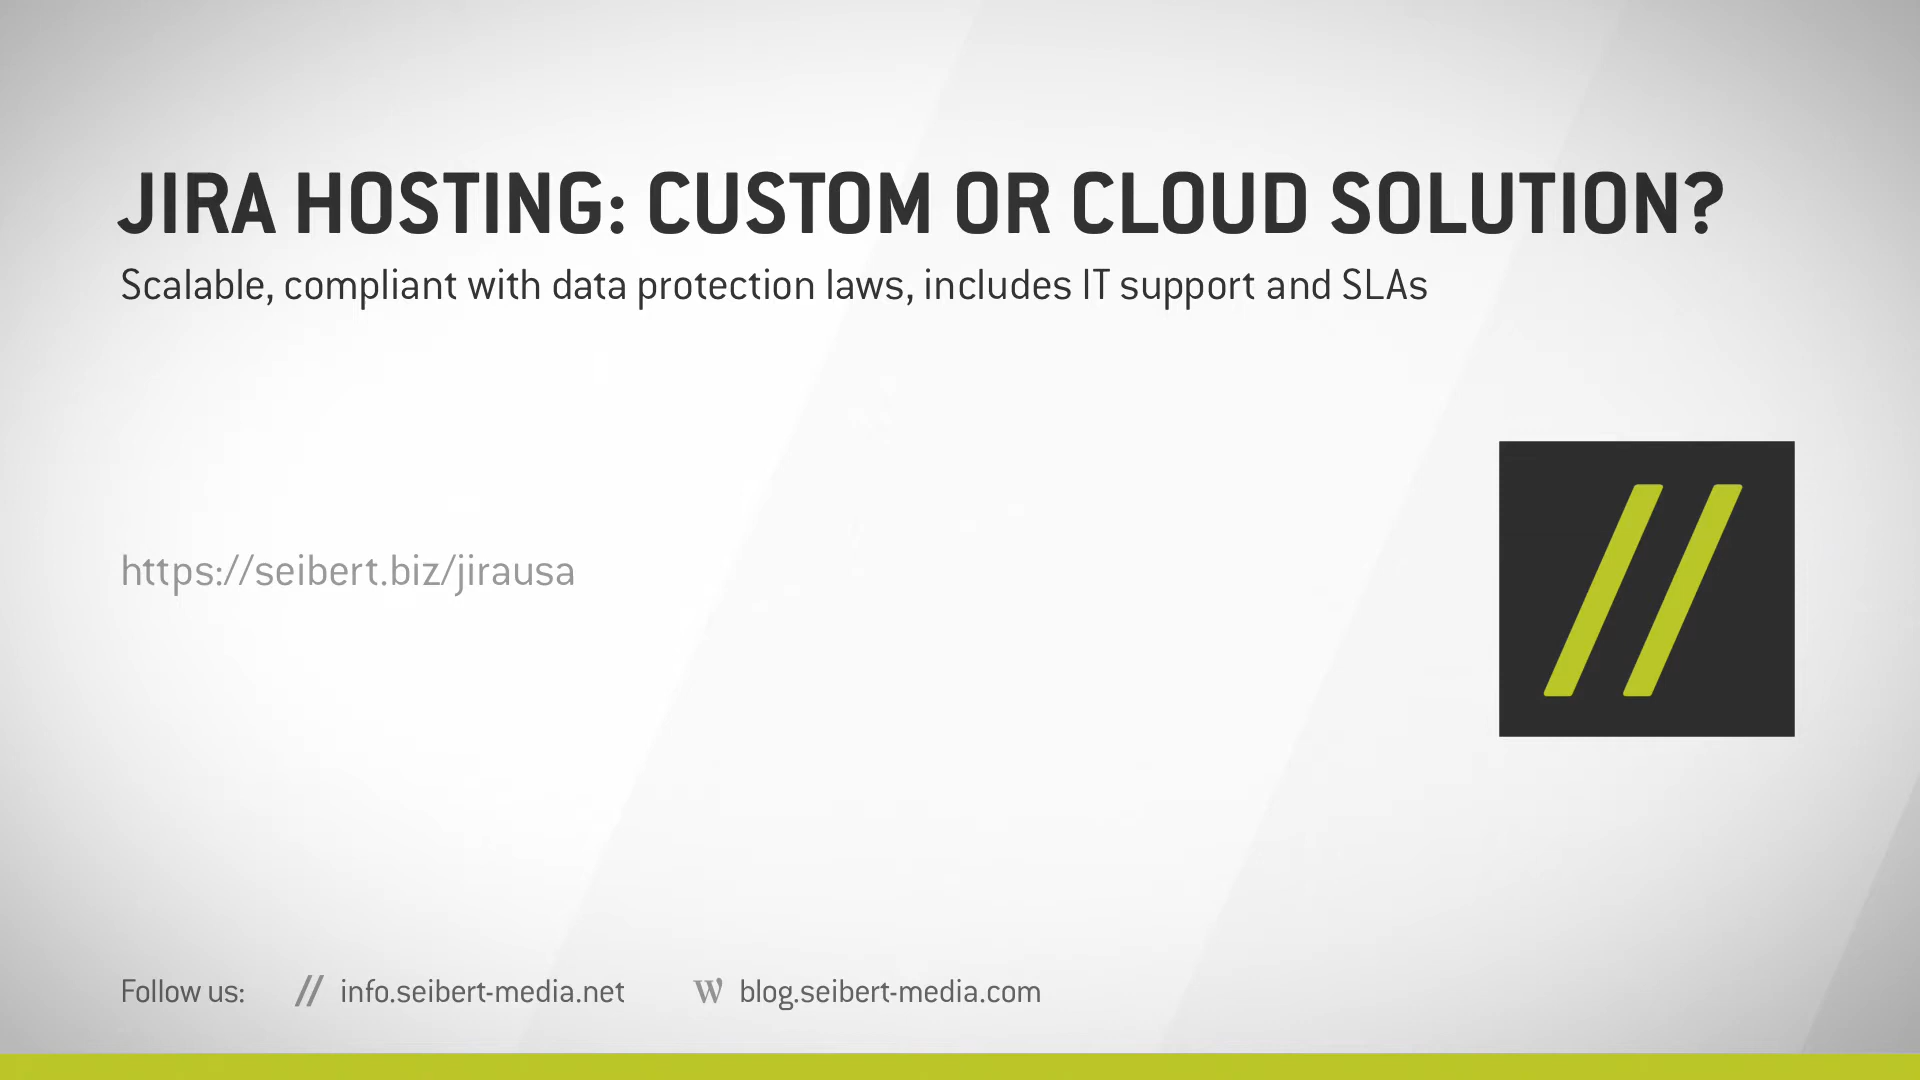 JIRA HOSTING: CUSTOM OR CLOUD SOLUTION?
Scalable, compliant with data protection laws, includes IT support and SLAs
https://seibert.biz/jirausa
//
Follow us: // info.seibert-media.net W blog.seibert-media.com